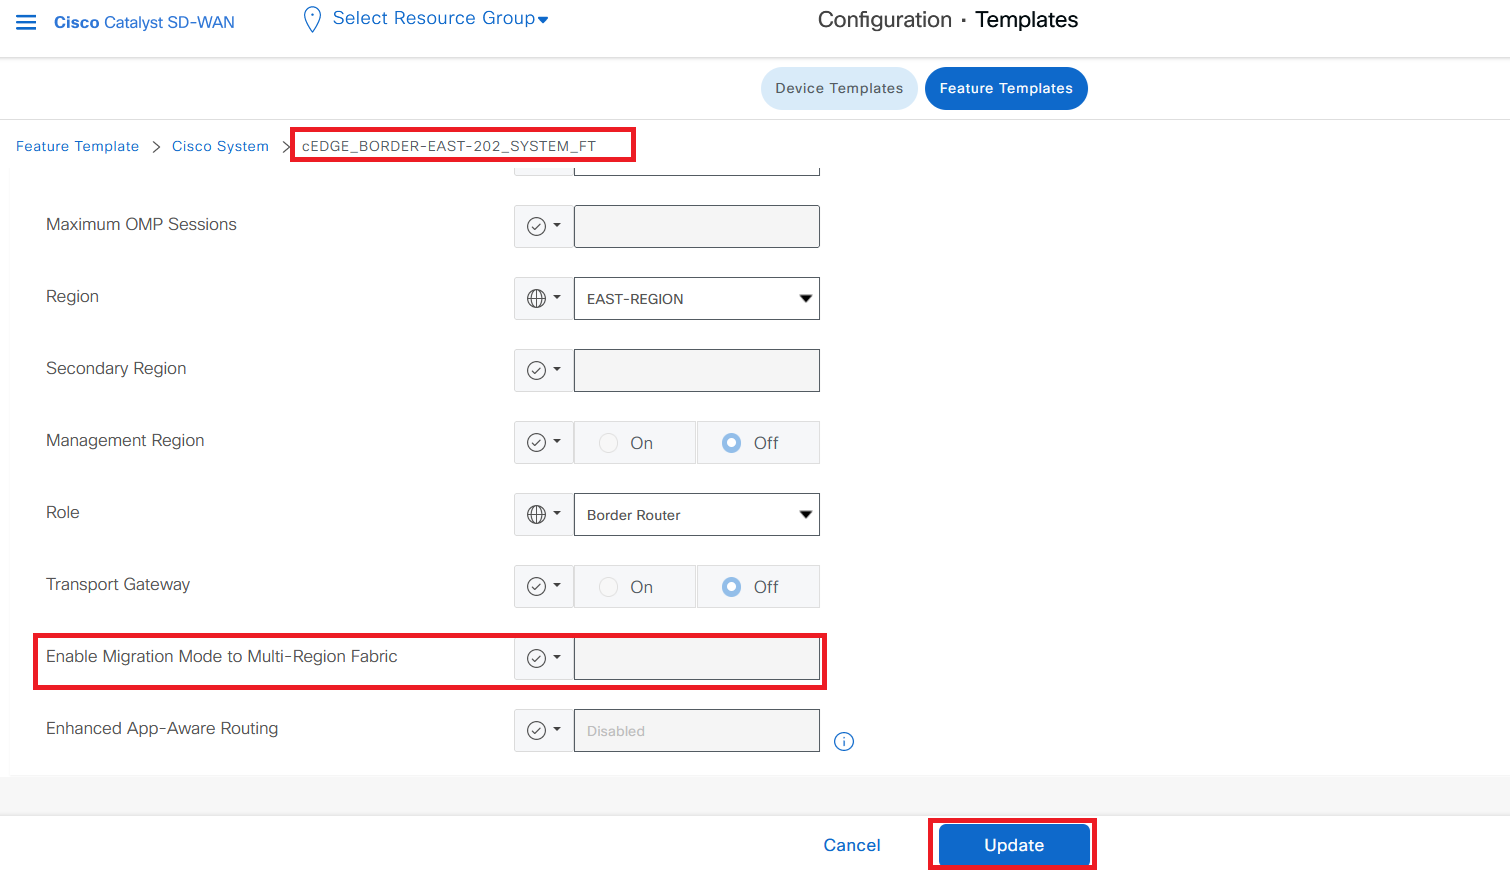 Cisco Catalyst SD-WAN
Select Resource Group
Configuration · Templates
Device Templates
Feature Templates
Feature Template > Cisco System > cEDGE_BORDER-EAST-202_SYSTEM_FT
Maximum OMP Sessions
Region
EAST-REGION
Secondary Region
Management Region
On
Off
Role
Border Router
Transport Gateway
On
Off
Enable Migration Mode to Multi-Region Fabric
Enhanced App-Aware Routing
Disabled
Cancel
Update